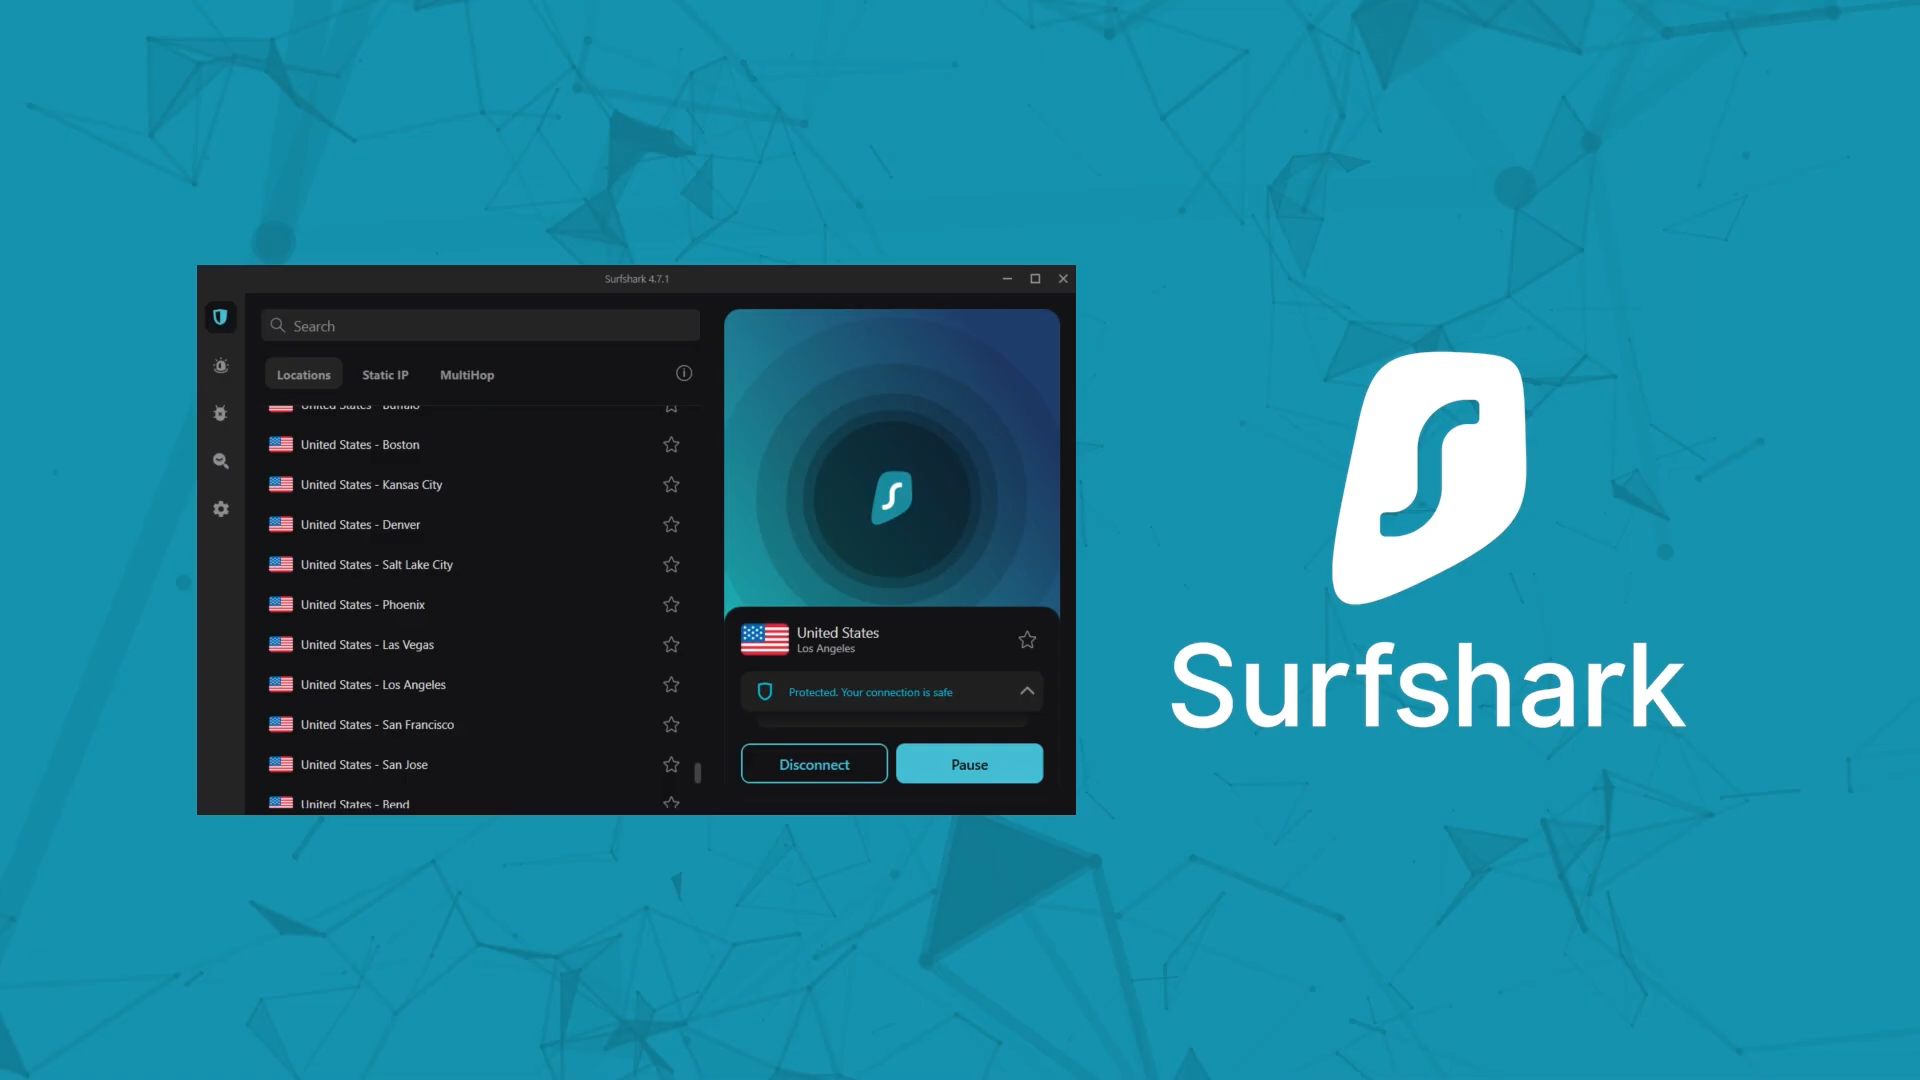 Surfshark 4.7.1
Search
Locations Static IP MultiHop
United States - Buffalo
United States - Boston
United States - Kansas City
United States - Denver
United States - Salt Lake City
United States - Phoenix
United States - Las Vegas
United States - Los Angeles
United States - San Francisco
United States - San Jose
United States - Bend
United States
Los Angeles
Protected. Your connection is safe
Disconnect Pause
Surfshark